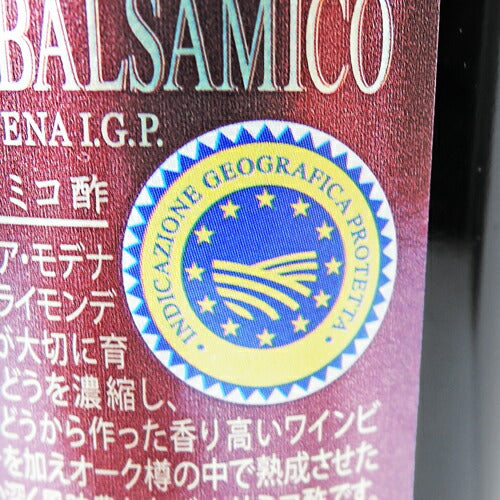 BALSAMICO
ENA I.G.P.
ミコ酢
INDICAZIONE GEOGRAFICA PROTETTA
ア・モデナ
ライモンデ
が大切に育
どうを濃縮し、
どうから作った香り高いワインビ
を加えオーク樽の中で熟成させた